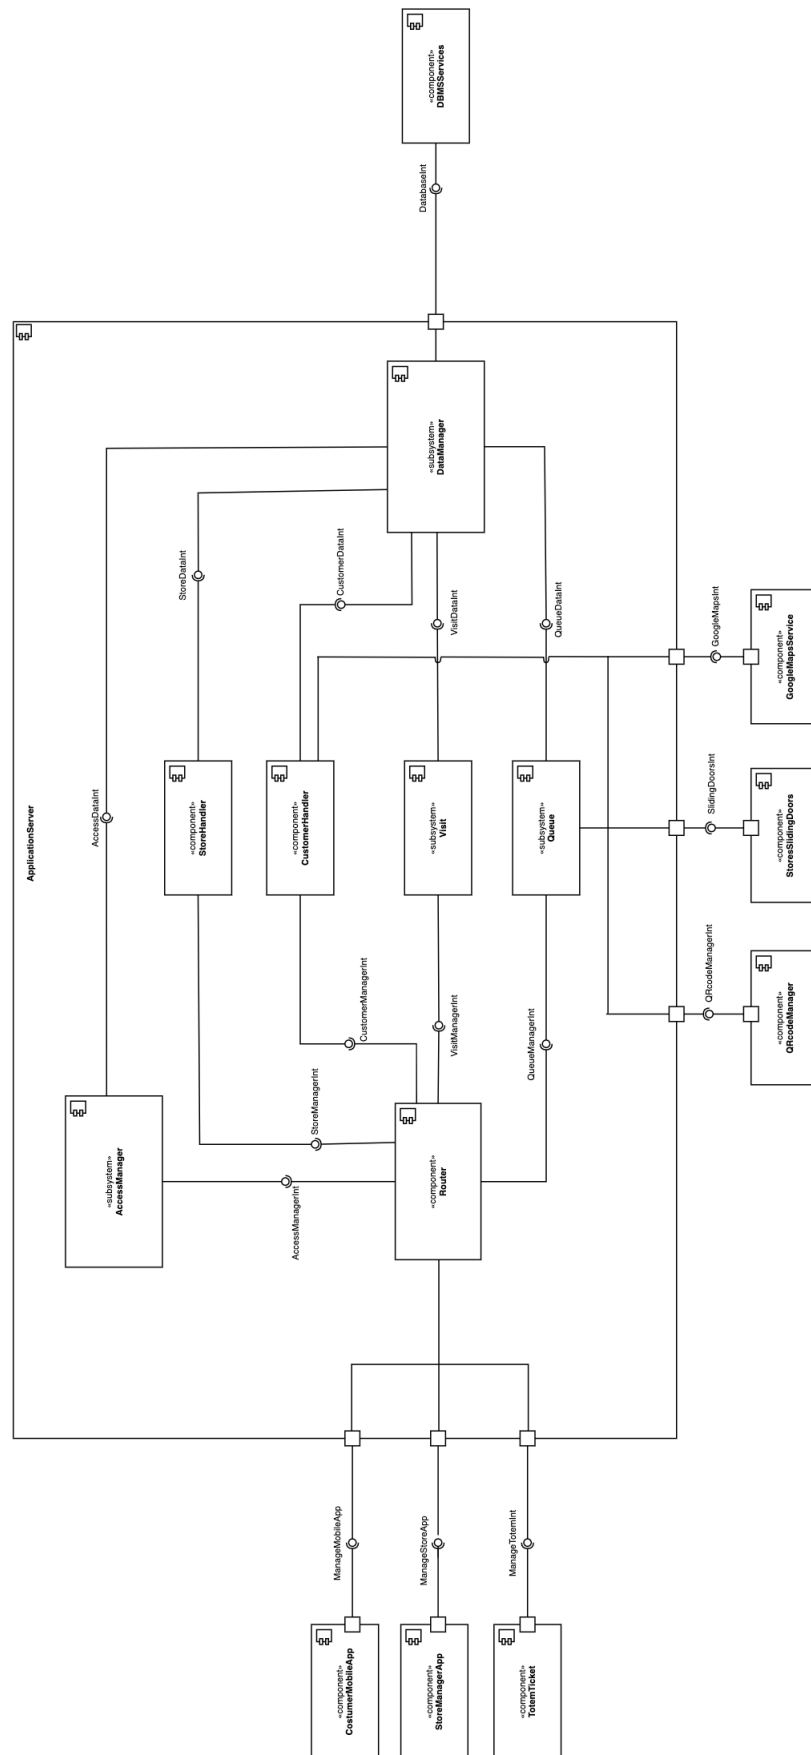 «component»
DBMSServices
DatabaseInt
ApplicationServer
«subsystem»
DataManager
AccessDataInt
StoreDataInt
CustomerDataInt
VisitDataInt
QueueDataInt
GoogleMapsInt
«component»
GoogleMapsService
«component»
StoreHandler
«component»
CustomerHandler
«subsystem»
Visit
«subsystem»
Queue
SlidingDoorsInt
«component»
StoresSlidingDoors
CustomerManagerInt
VisitManagerInt
QueueManagerInt
QRcodeManagerInt
«component»
QRcodeManager
«subsystem»
AccessManager
StoreManagerInt
AccessManagerInt
«component»
Router
ManageMobileApp
ManageStoreApp
ManageTotemInt
«component»
CostumerMobileApp
«component»
StoreManagerApp
«component»
TotemTicket